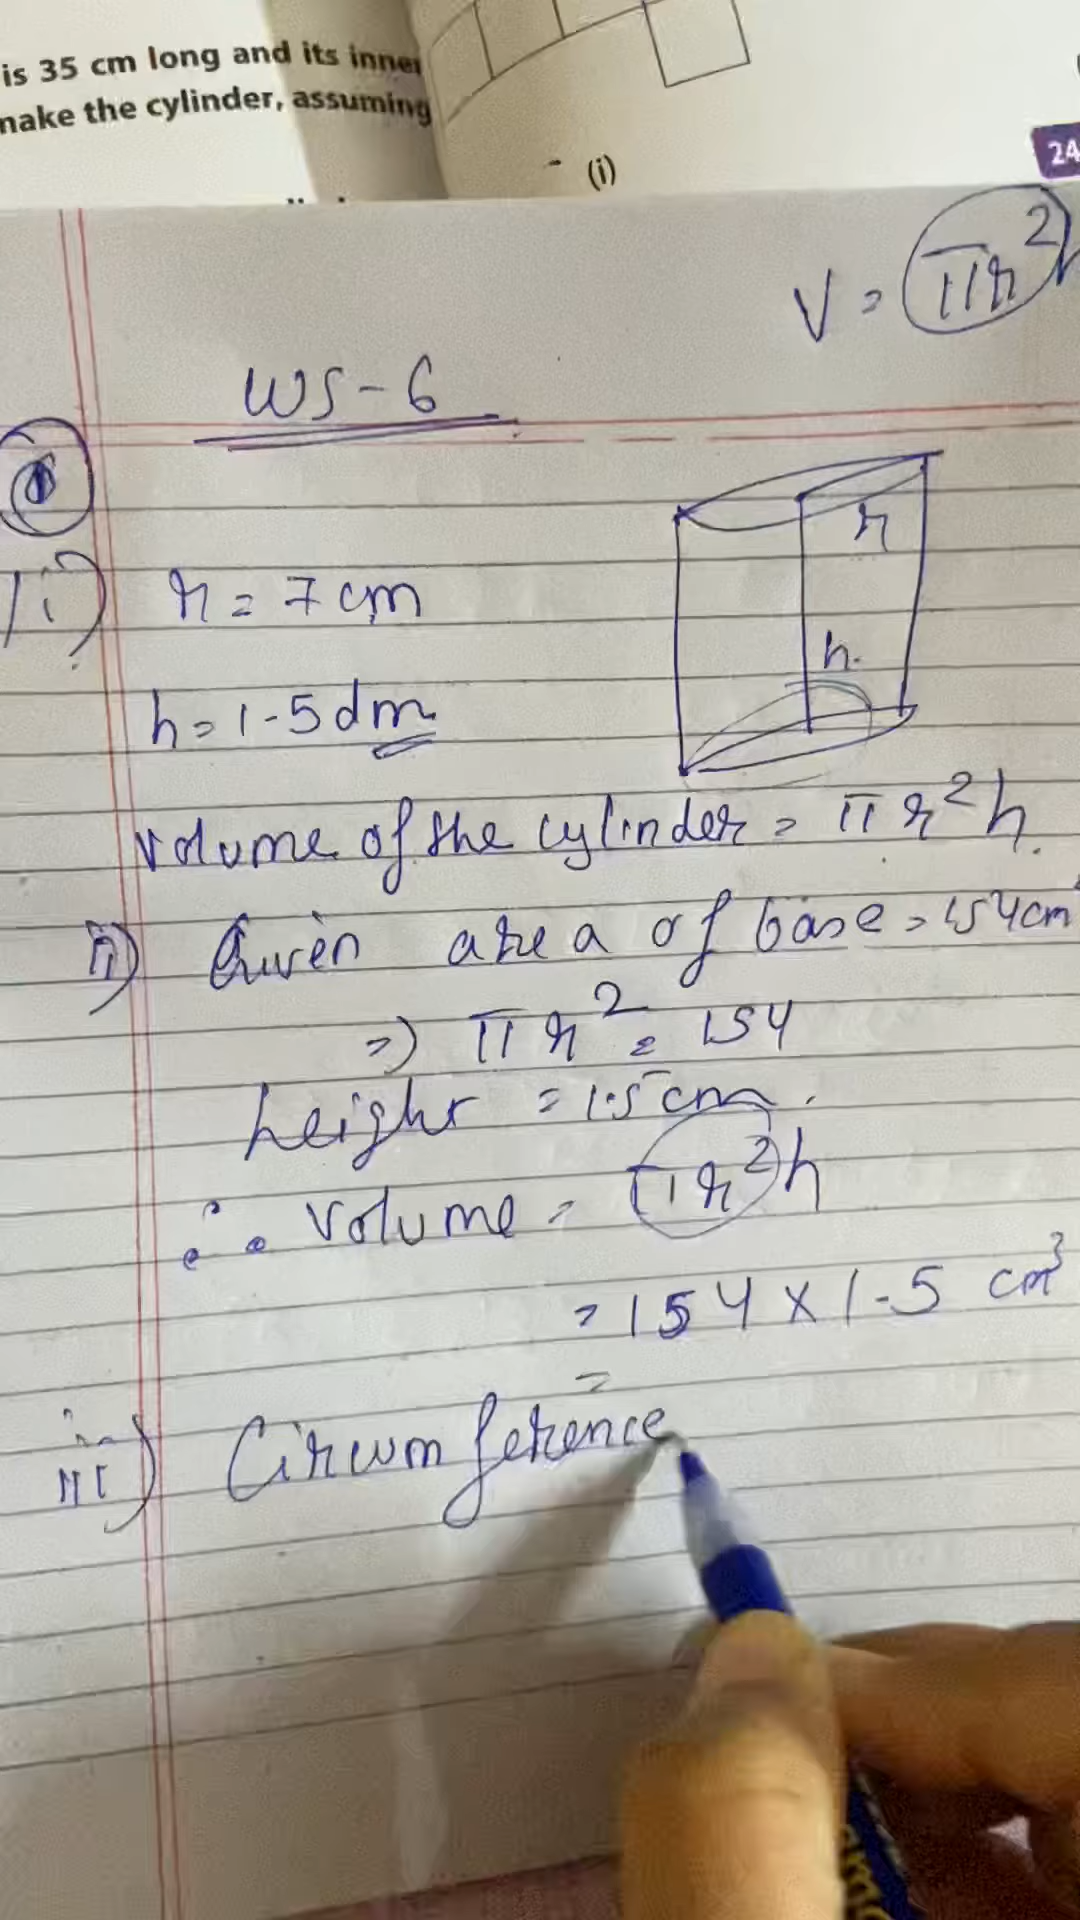 is 35 cm long and its inner
make the cylinder, assuming
(i)
24
V = πr²h
WS-6
i) r = 7 cm
r
h = 1.5 dm
h
Volume of the cylinder = πr²h.
ii) Given area of base = 154 cm²
=) πr² = 154
height = 1.5 cm.
∴ Volume = πr²h
= 154 × 1.5 cm³
=
iii) Circumference